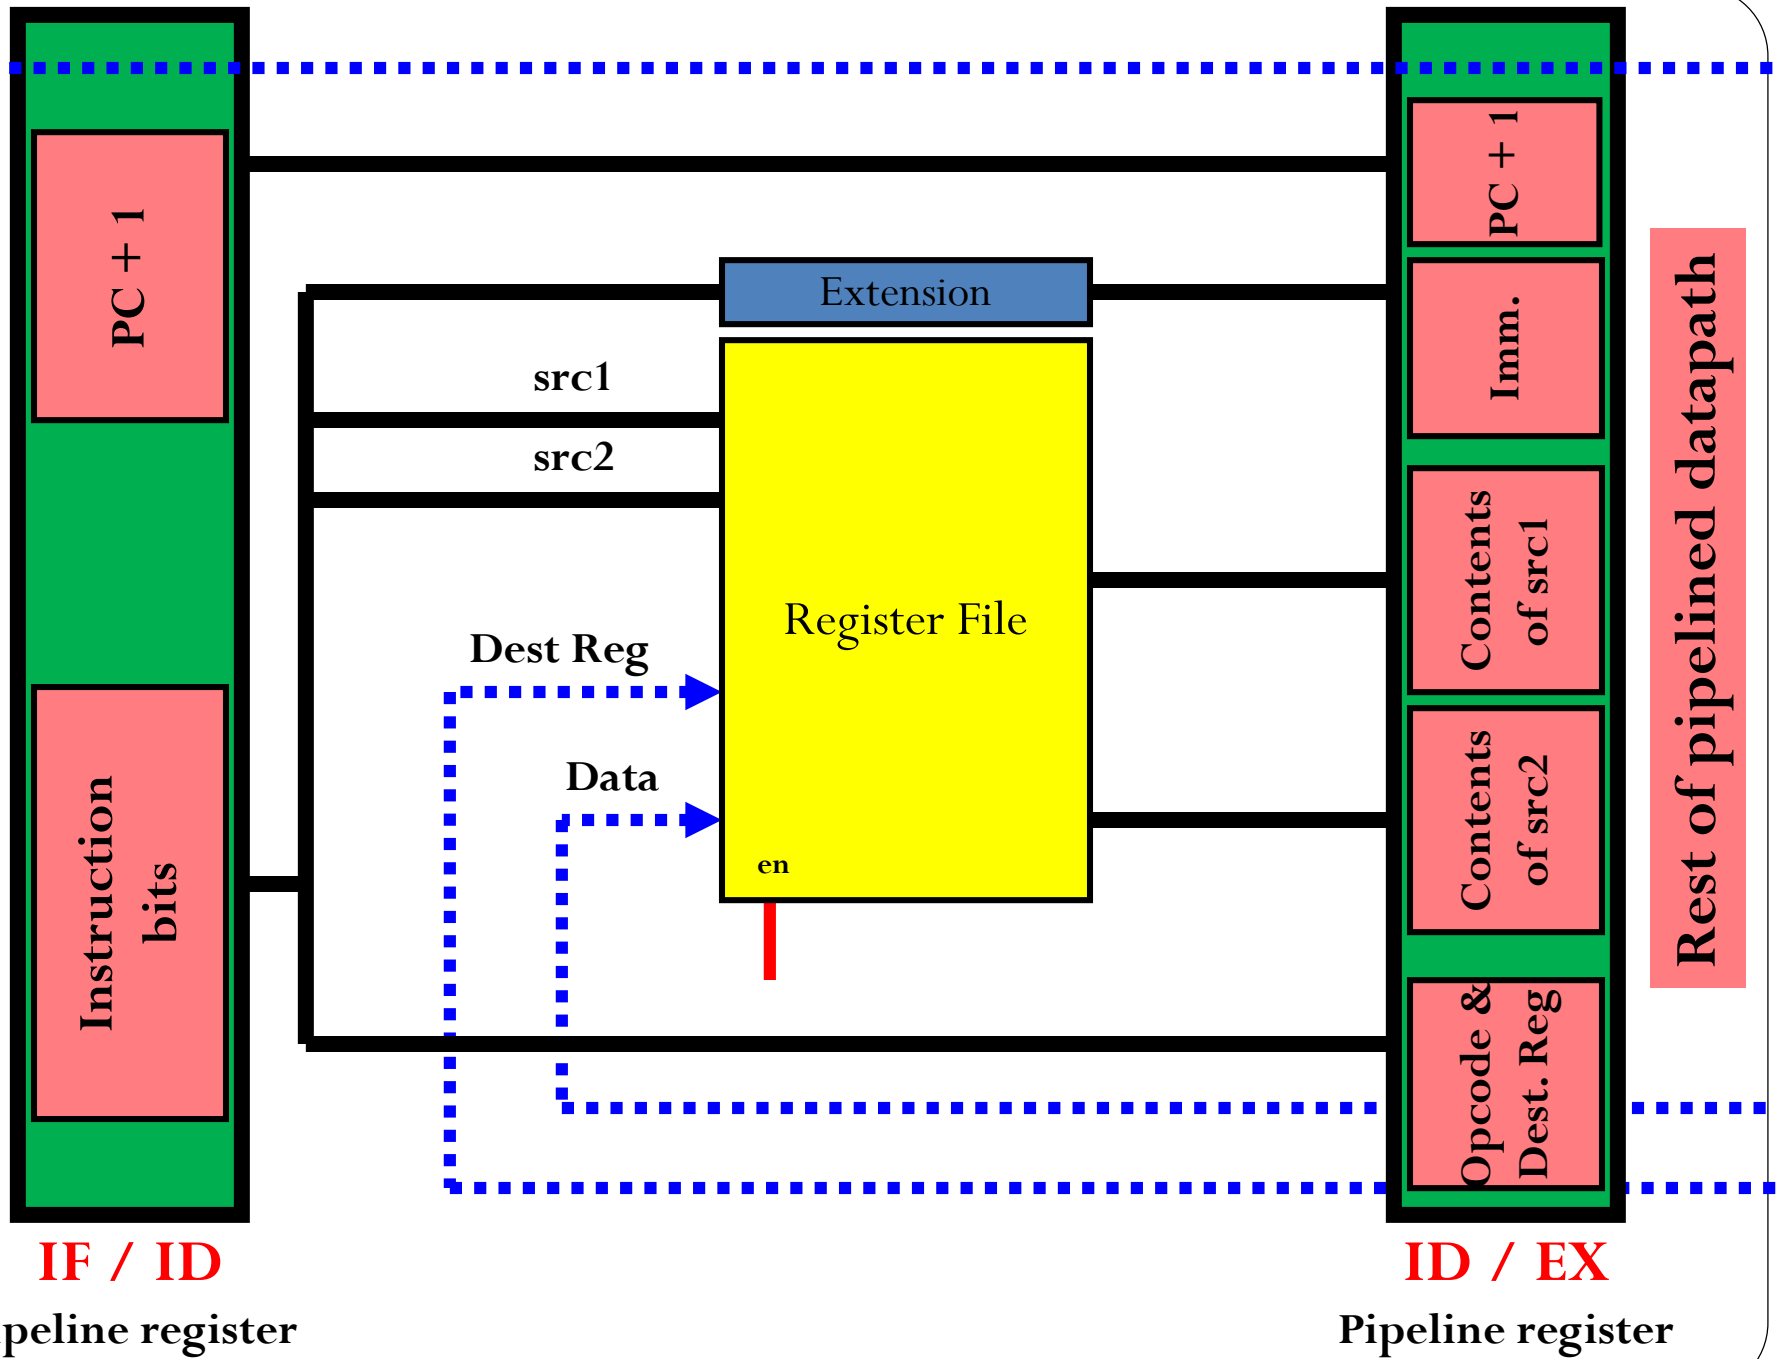 PC + 1
Instruction
bits
Extension
src1
src2
Register File
Dest Reg
Data
en
PC + 1
Imm.
Contents
of src1
Contents
of src2
Opcode &
Dest. Reg
Rest of pipelined datapath
IF / ID
peline register
ID / EX
Pipeline register